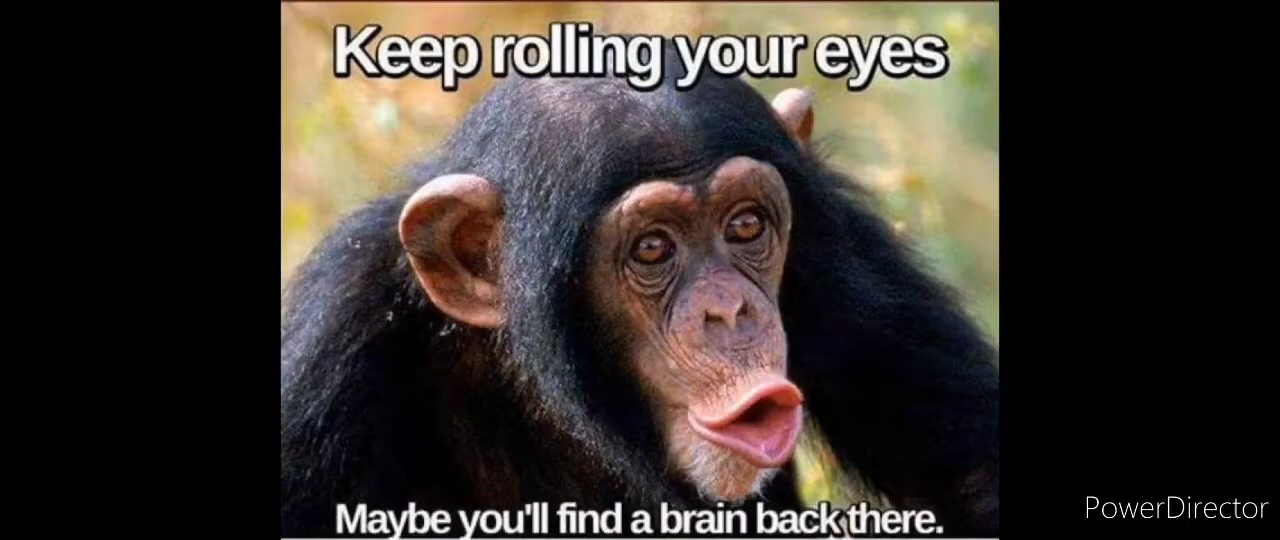 Keep rolling your eyes
Maybe you'll find a brain back there.
PowerDirector